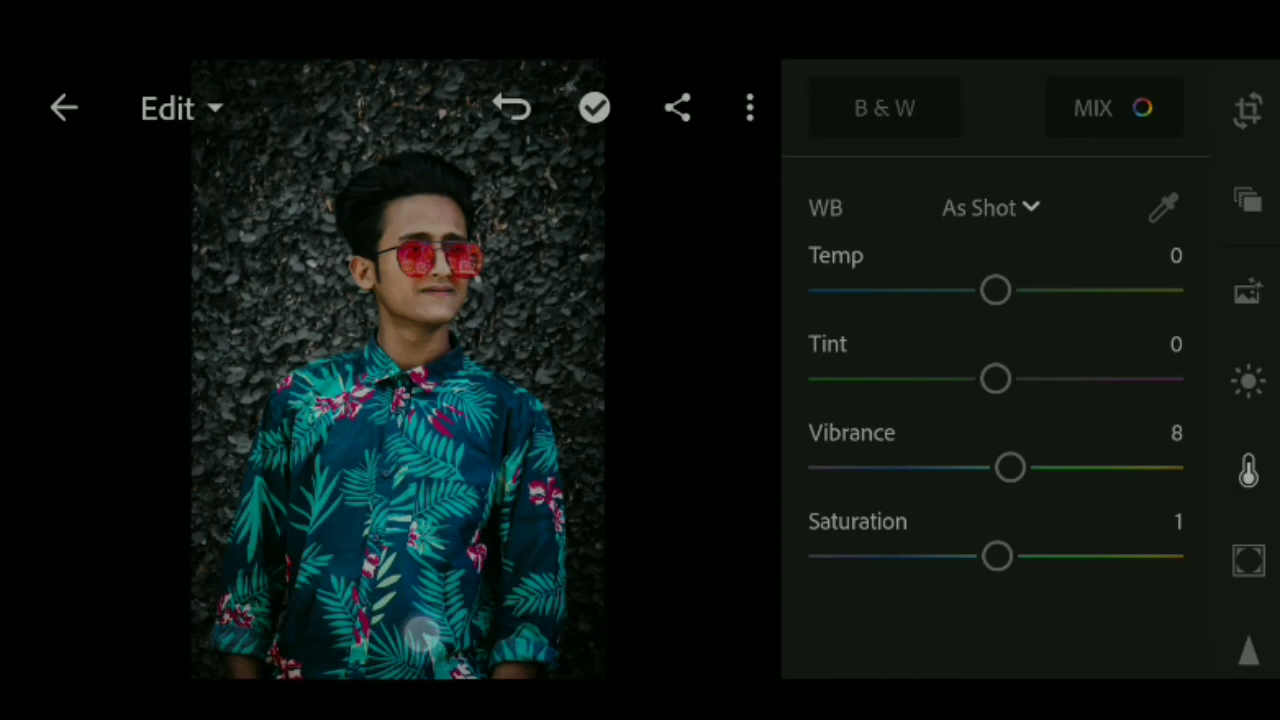 Edit
B & W
MIX
WB
As Shot
Temp
0
Tint
0
Vibrance
8
Saturation
1